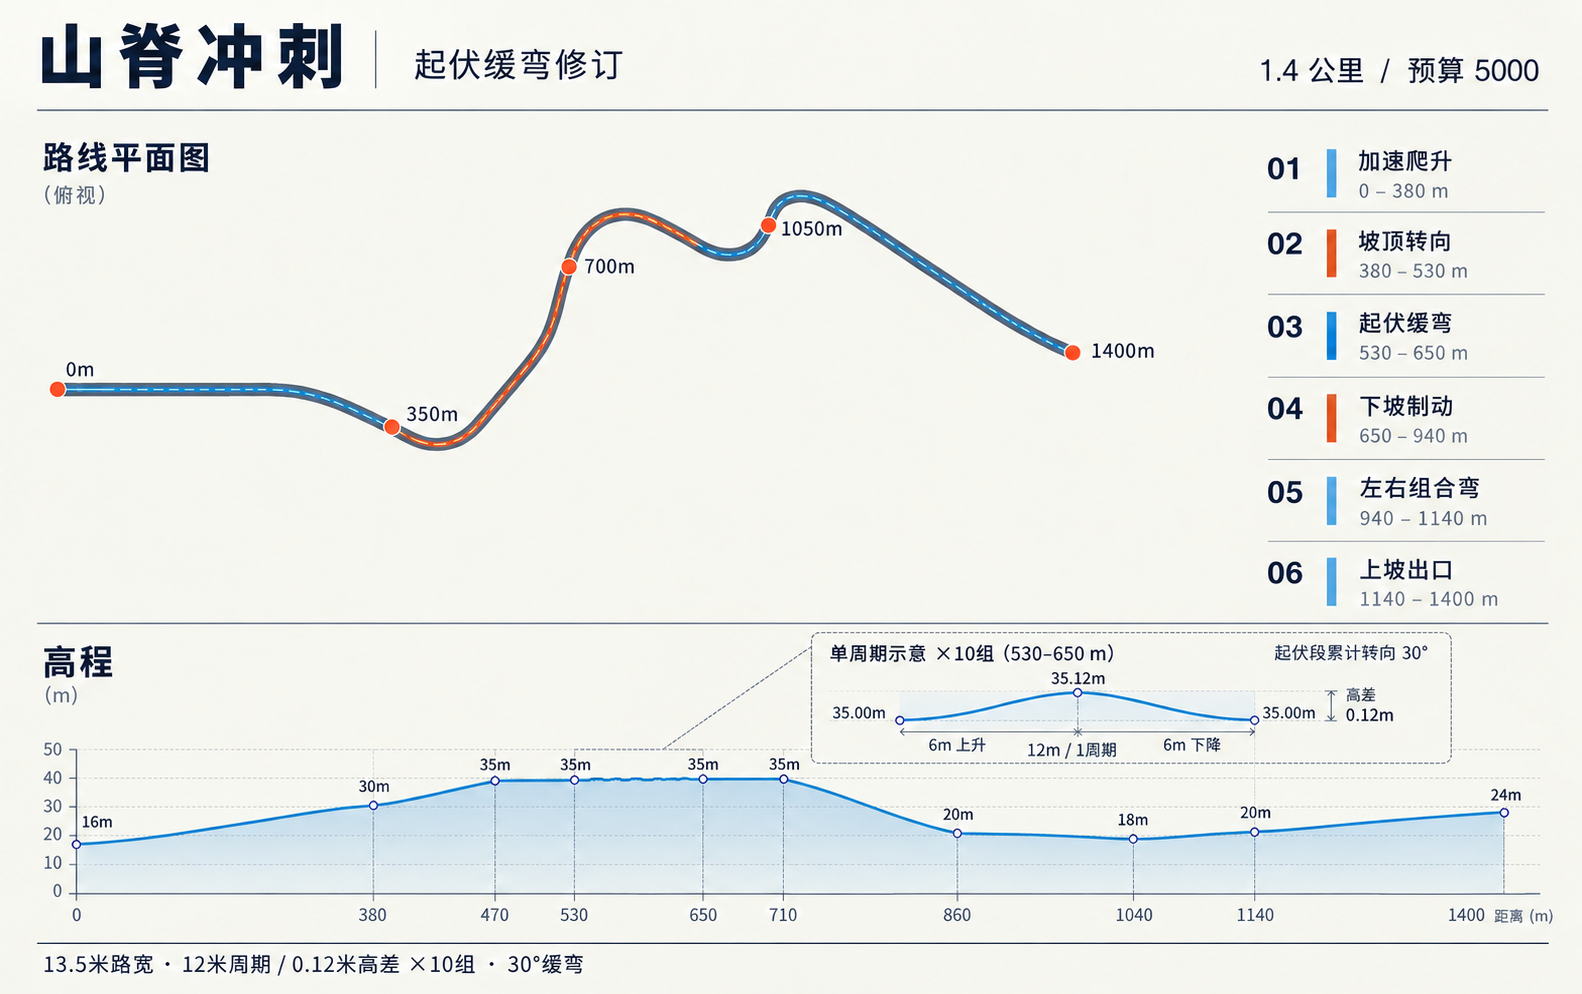 山脊冲刺
起伏缓弯修订
1.4 公里 / 预算 5000
路线平面图
（俯视）
0m
350m
700m
1050m
1400m
01 加速爬升
0 – 380 m
02 坡顶转向
380 – 530 m
03 起伏缓弯
530 – 650 m
04 下坡制动
650 – 940 m
05 左右组合弯
940 – 1140 m
06 上坡出口
1140 – 1400 m
高程
（m）
单周期示意 ×10组（530–650 m）
起伏段累计转向 30°
35.12m
35.00m
35.00m
高差
0.12m
6m 上升
12m / 1周期
6m 下降
50
40
30
20
10
0
16m
30m
35m
35m
35m
35m
20m
18m
20m
24m
0 380 470 530 650 710 860 1040 1140 1400 距离 (m)
13.5米路宽 · 12米周期 / 0.12米高差 ×10组 · 30°缓弯